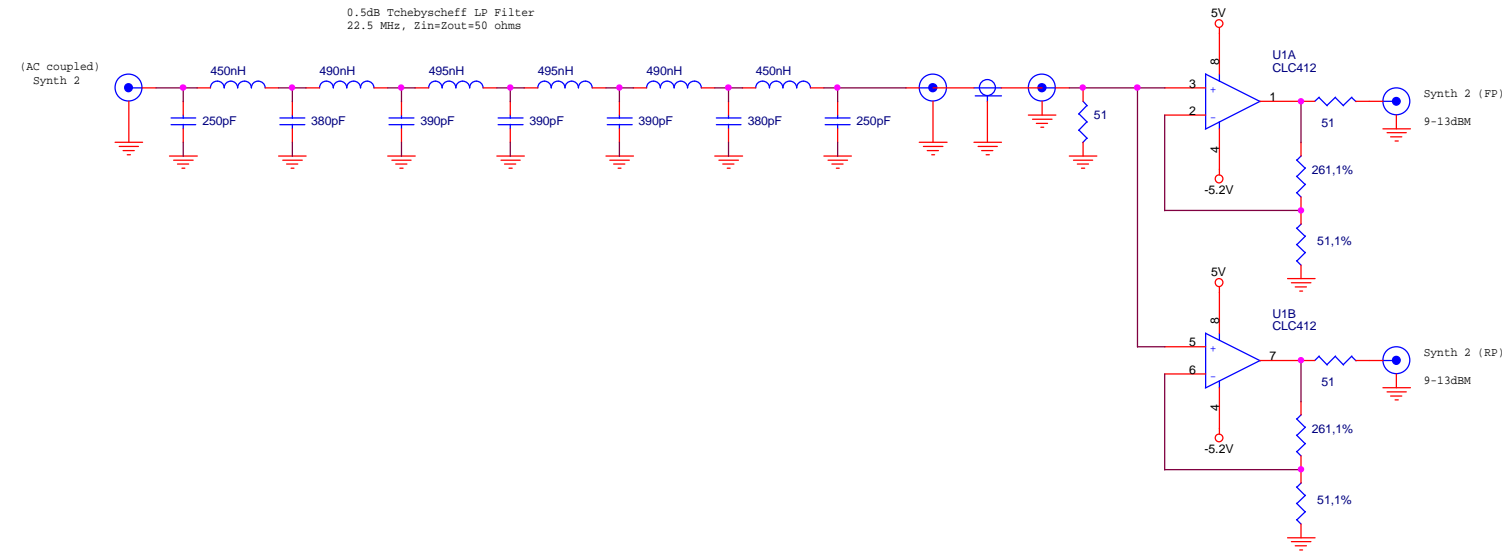 0.5dB Tchebyscheff LP Filter
22.5 MHz, Zin=Zout=50 ohms
(AC coupled)
Synth 2
450nH
490nH
495nH
495nH
490nH
450nH
250pF
380pF
390pF
390pF
390pF
380pF
250pF
51
5V
8
U1A
CLC412
3
+
1
2
−
4
-5.2V
51
Synth 2 (FP)
9-13dBM
261,1%
51,1%
5V
8
U1B
CLC412
5
+
7
6
−
4
-5.2V
51
Synth 2 (RP)
9-13dBM
261,1%
51,1%